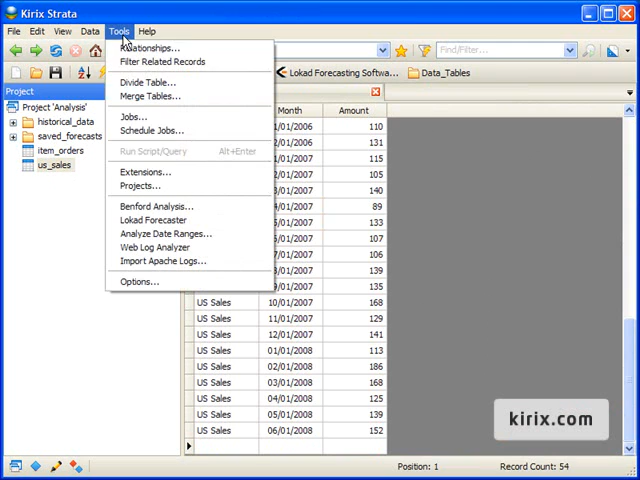 Kirix Strata
File Edit View Data Tools Help
Find/Filter...
Lokad Forecasting Softwa... Data_Tables
Project
Project 'Analysis'
historical_data
saved_forecasts
item_orders
us_sales
Relationships...
Filter Related Records
Divide Table...
Merge Tables...
Jobs...
Schedule Jobs...
Run Script/Query Alt+Enter
Extensions...
Projects...
Benford Analysis...
Lokad Forecaster
Analyze Date Ranges...
Web Log Analyzer
Import Apache Logs...
Options...
Month Amount
1/01/2006 110
2/01/2006 131
1/01/2007 115
2/01/2007 105
3/01/2007 140
4/01/2007 89
5/01/2007 133
6/01/2007 107
7/01/2007 106
8/01/2007 139
9/01/2007 135
US Sales 10/01/2007 168
US Sales 11/01/2007 129
US Sales 12/01/2007 141
US Sales 01/01/2008 113
US Sales 02/01/2008 186
US Sales 03/01/2008 168
US Sales 04/01/2008 125
US Sales 05/01/2008 139
US Sales 06/01/2008 152
kirix.com
Position: 1 Record Count: 54